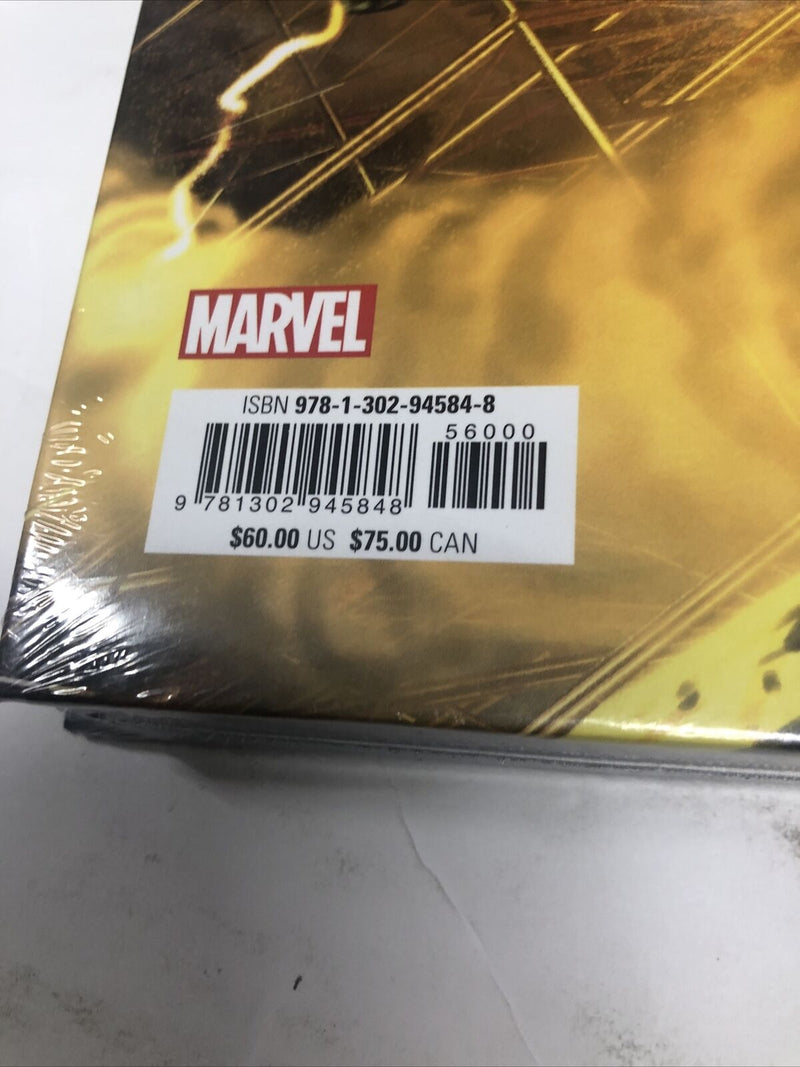 MARVEL
ISBN 978-1-302-94584-8
56000
9 781302 945848
$60.00 US $75.00 CAN